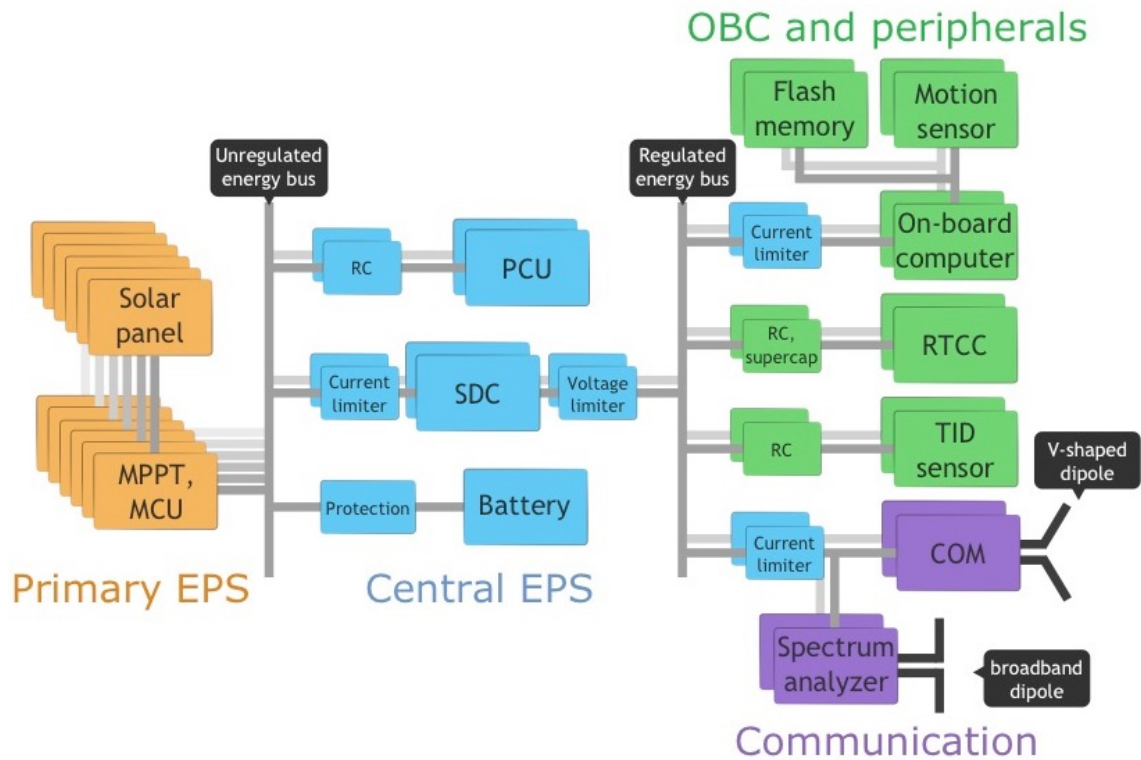 OBC and peripherals
Flash
memory
Motion
sensor
Unregulated
energy bus
Regulated
energy bus
Solar
panel
MPPT,
MCU
Primary EPS
RC
PCU
Current
limiter
SDC
Voltage
limiter
Protection
Battery
Central EPS
Current
limiter
On-board
computer
RC,
supercap
RTCC
RC
TID
sensor
V-shaped
dipole
Current
limiter
COM
Spectrum
analyzer
broadband
dipole
Communication